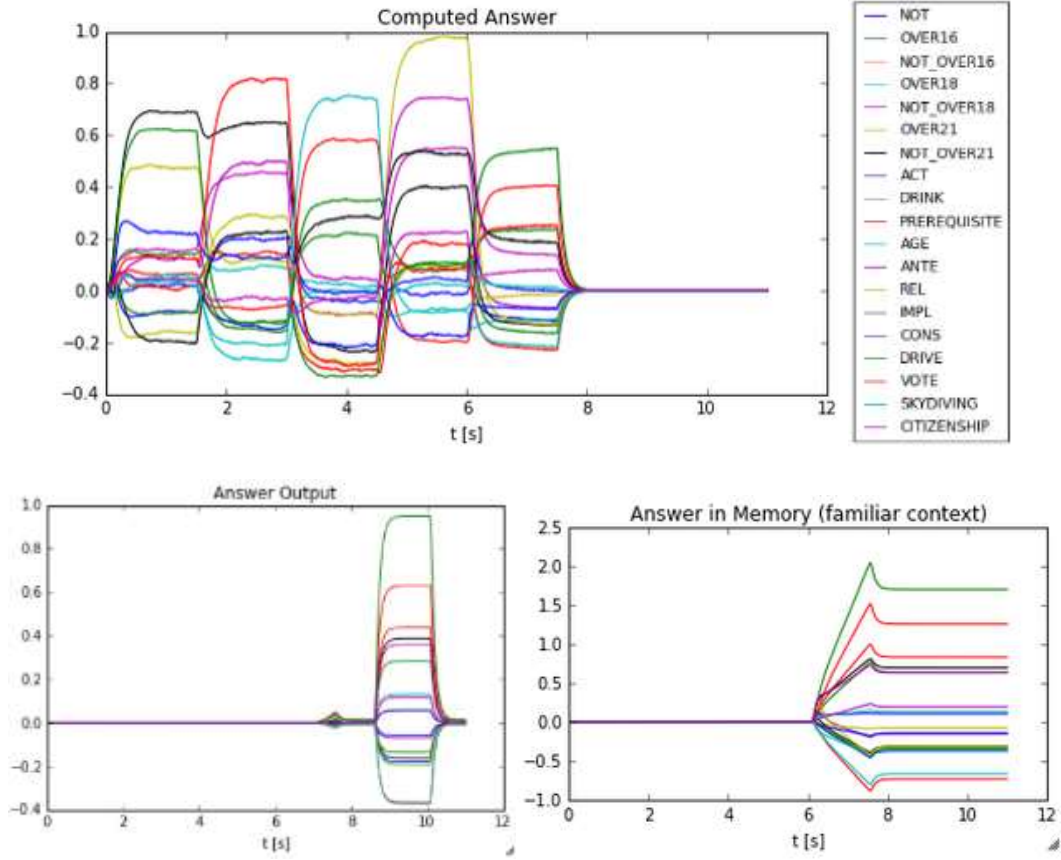 Computed Answer
1.0
0.8
0.6
0.4
0.2
0.0
−0.2
−0.4
0 2 4 6 8 10 12
t [s]
NOT
OVER16
NOT_OVER16
OVER18
NOT_OVER18
OVER21
NOT_OVER21
ACT
DRINK
PREREQUISITE
AGE
ANTE
REL
IMPL
CONS
DRIVE
VOTE
SKYDIVING
CITIZENSHIP
Answer Output
1.0
0.8
0.6
0.4
0.2
0.0
−0.2
−0.4
0 2 4 6 8 10 12
t [s]
Answer in Memory (familiar context)
2.5
2.0
1.5
1.0
0.5
0.0
−0.5
−1.0
0 2 4 6 8 10 12
t [s]